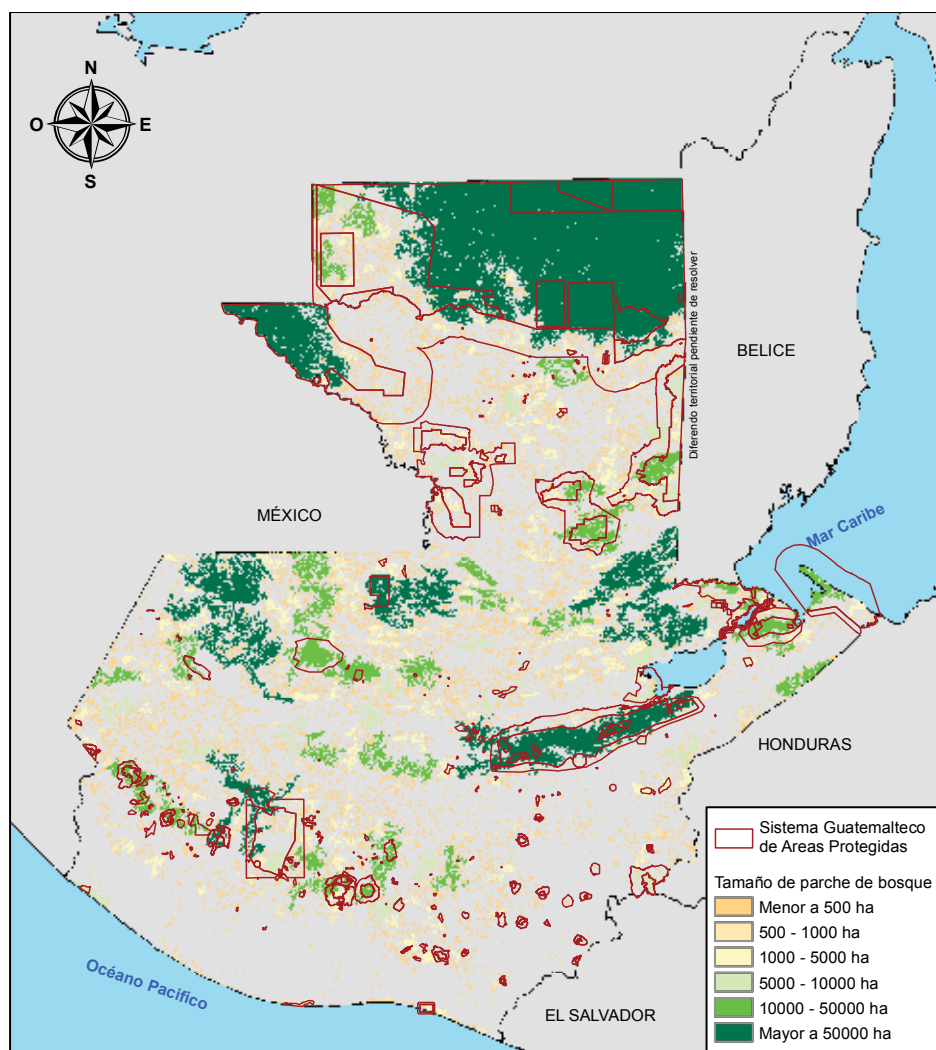 N
O
E
S
BELICE
Diferendo territorial pendiente de resolver
MÉXICO
Mar Caribe
HONDURAS
Océano Pacifico
EL SALVADOR
Sistema Guatemalteco
de Areas Protegidas
Tamaño de parche de bosque
Menor a 500 ha
500 - 1000 ha
1000 - 5000 ha
5000 - 10000 ha
10000 - 50000 ha
Mayor a 50000 ha